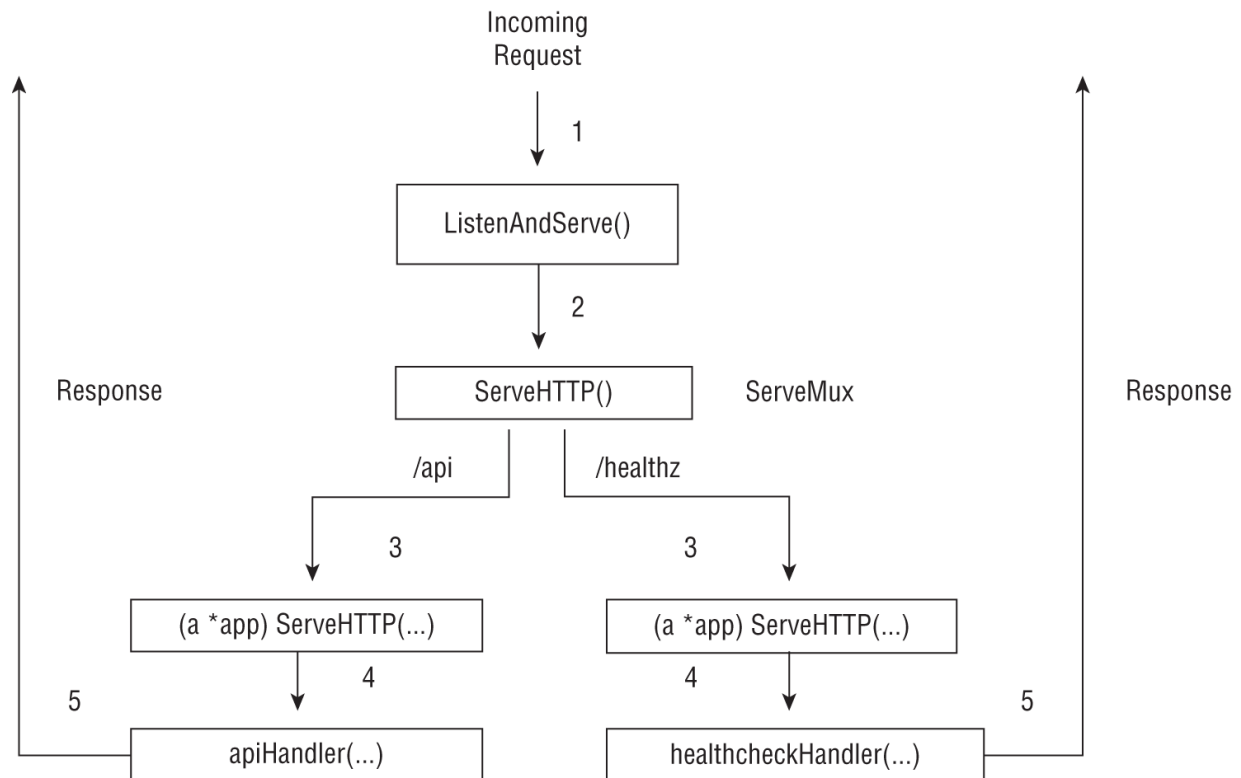 Incoming
Request
1
ListenAndServe()
2
Response
ServeHTTP()
ServeMux
Response
/api
/healthz
3
3
(a *app) ServeHTTP(...)
(a *app) ServeHTTP(...)
4
4
5
5
apiHandler(...)
healthcheckHandler(...)